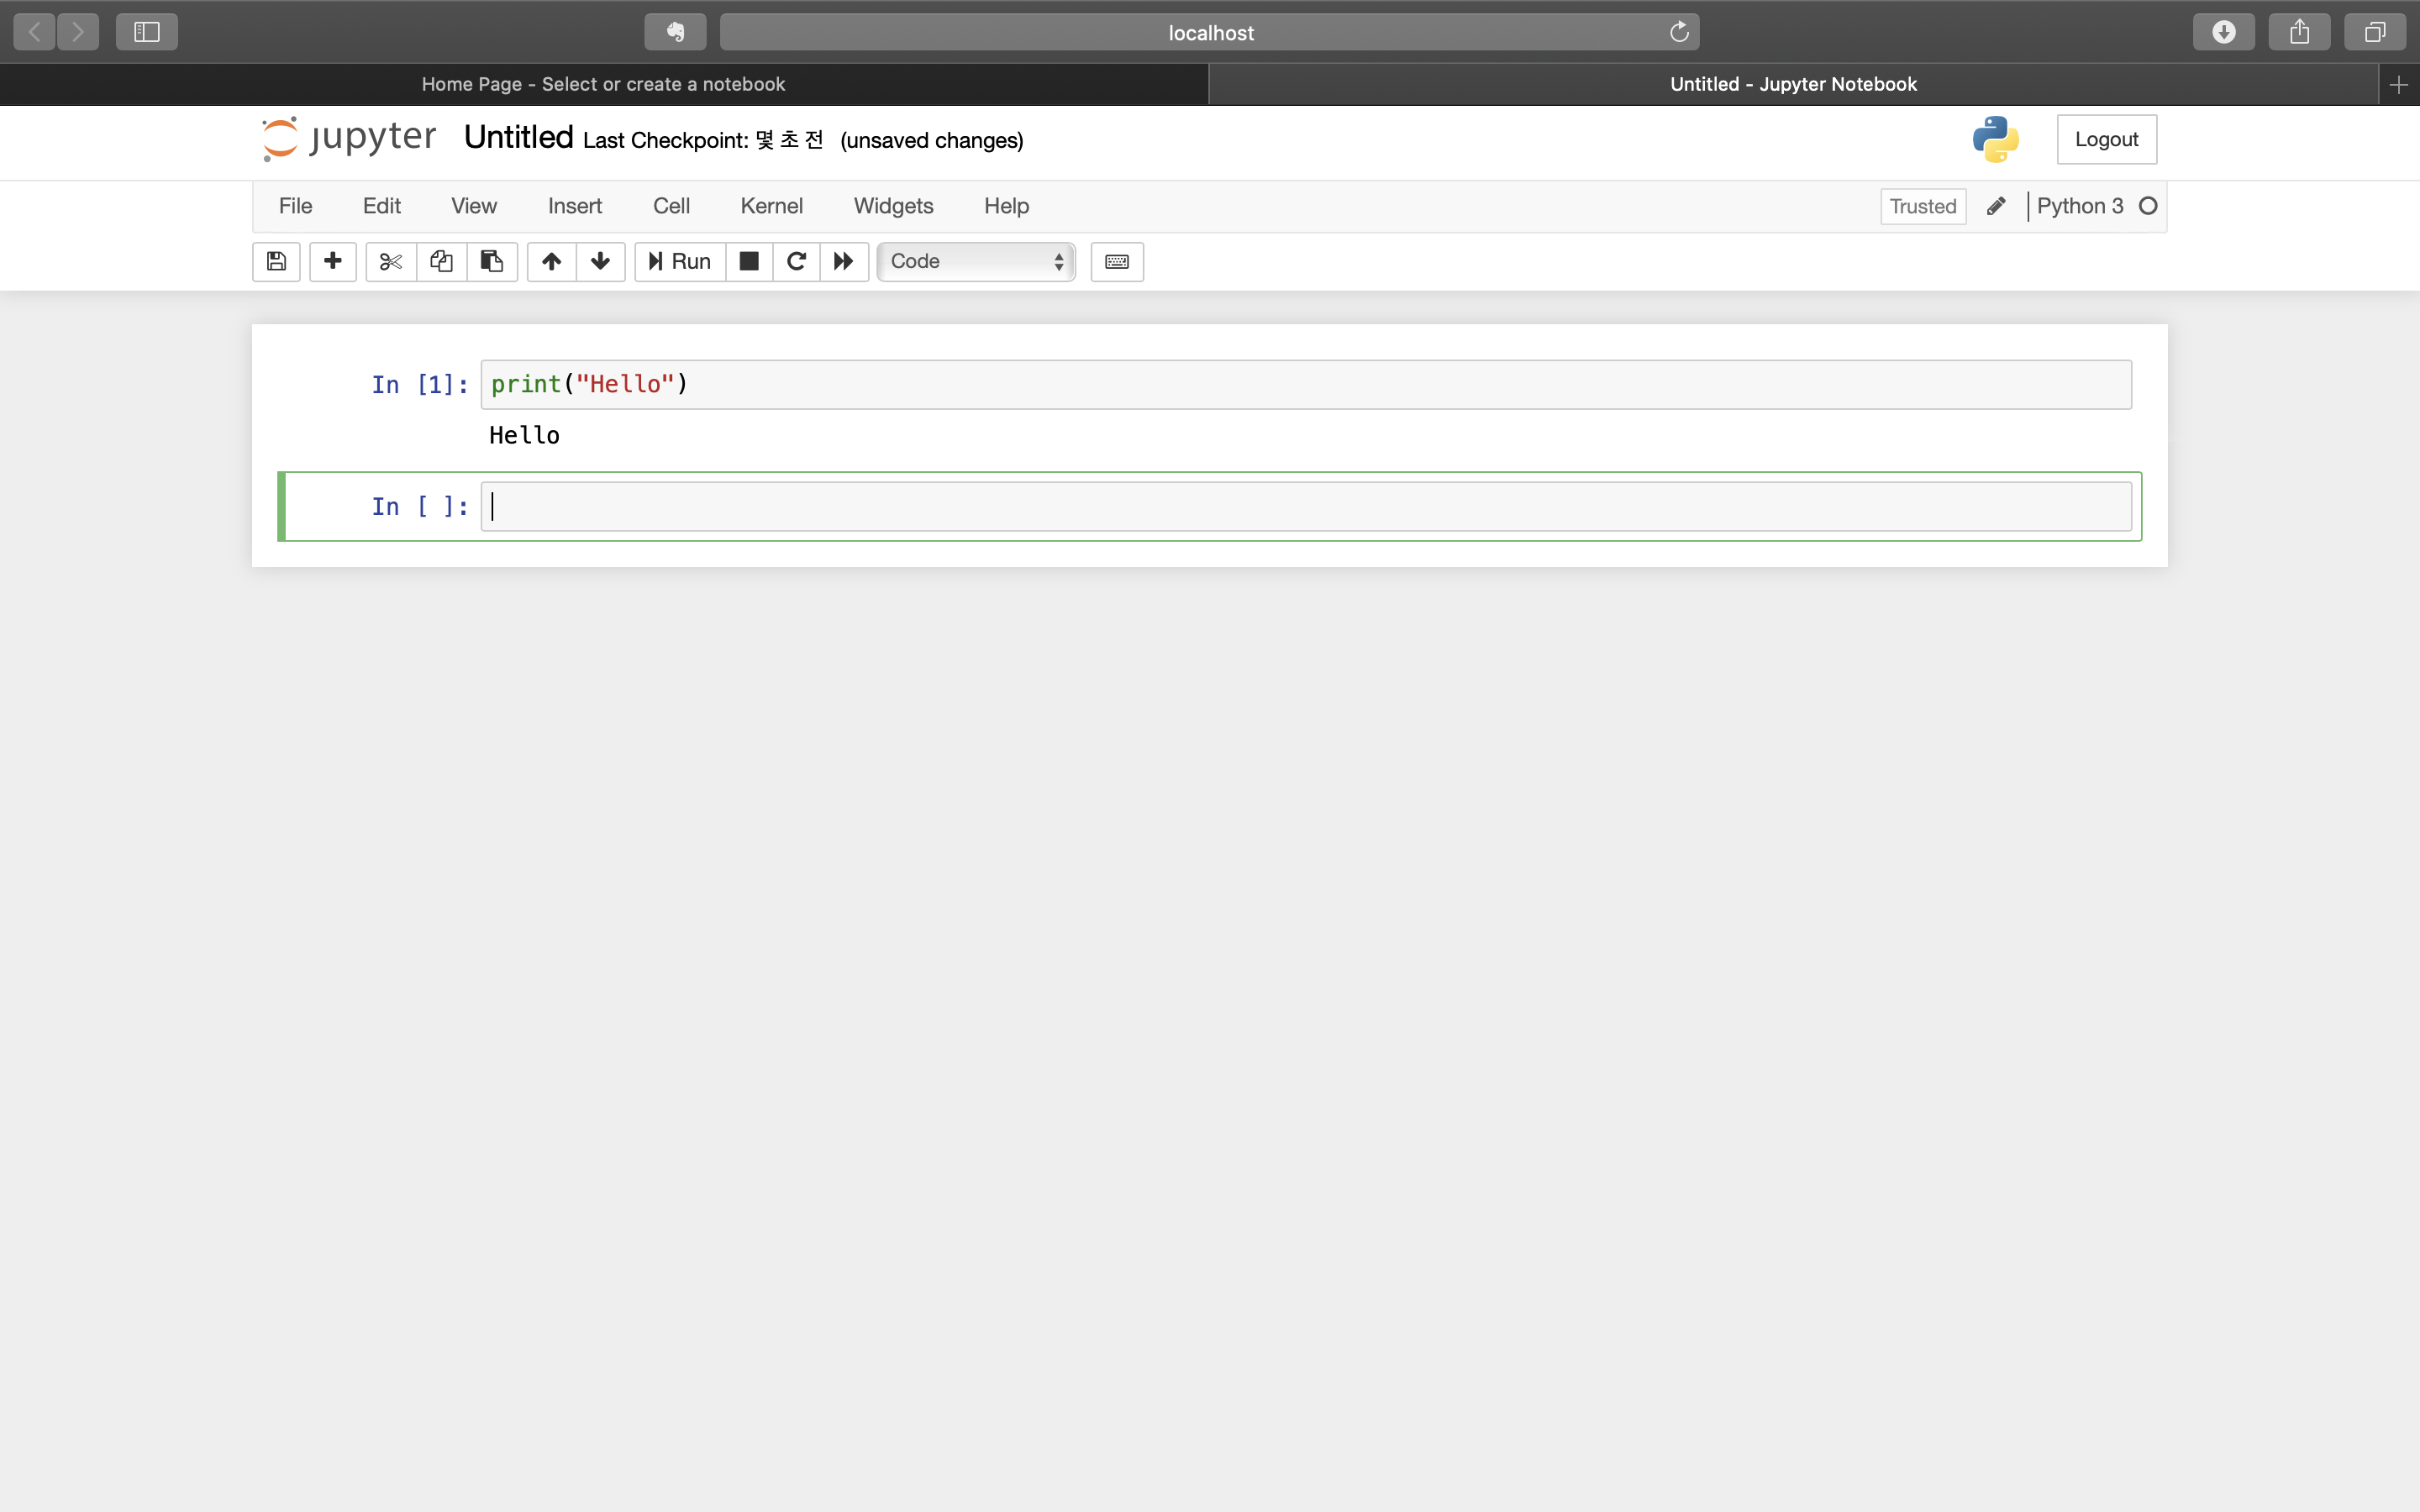 localhost
Home Page - Select or create a notebook
Untitled - Jupyter Notebook
jupyter Untitled Last Checkpoint: 몇 초 전 (unsaved changes)
Logout
File Edit View Insert Cell Kernel Widgets Help
Trusted Python 3
Run Code
In [1]: print("Hello")
Hello
In [ ]: